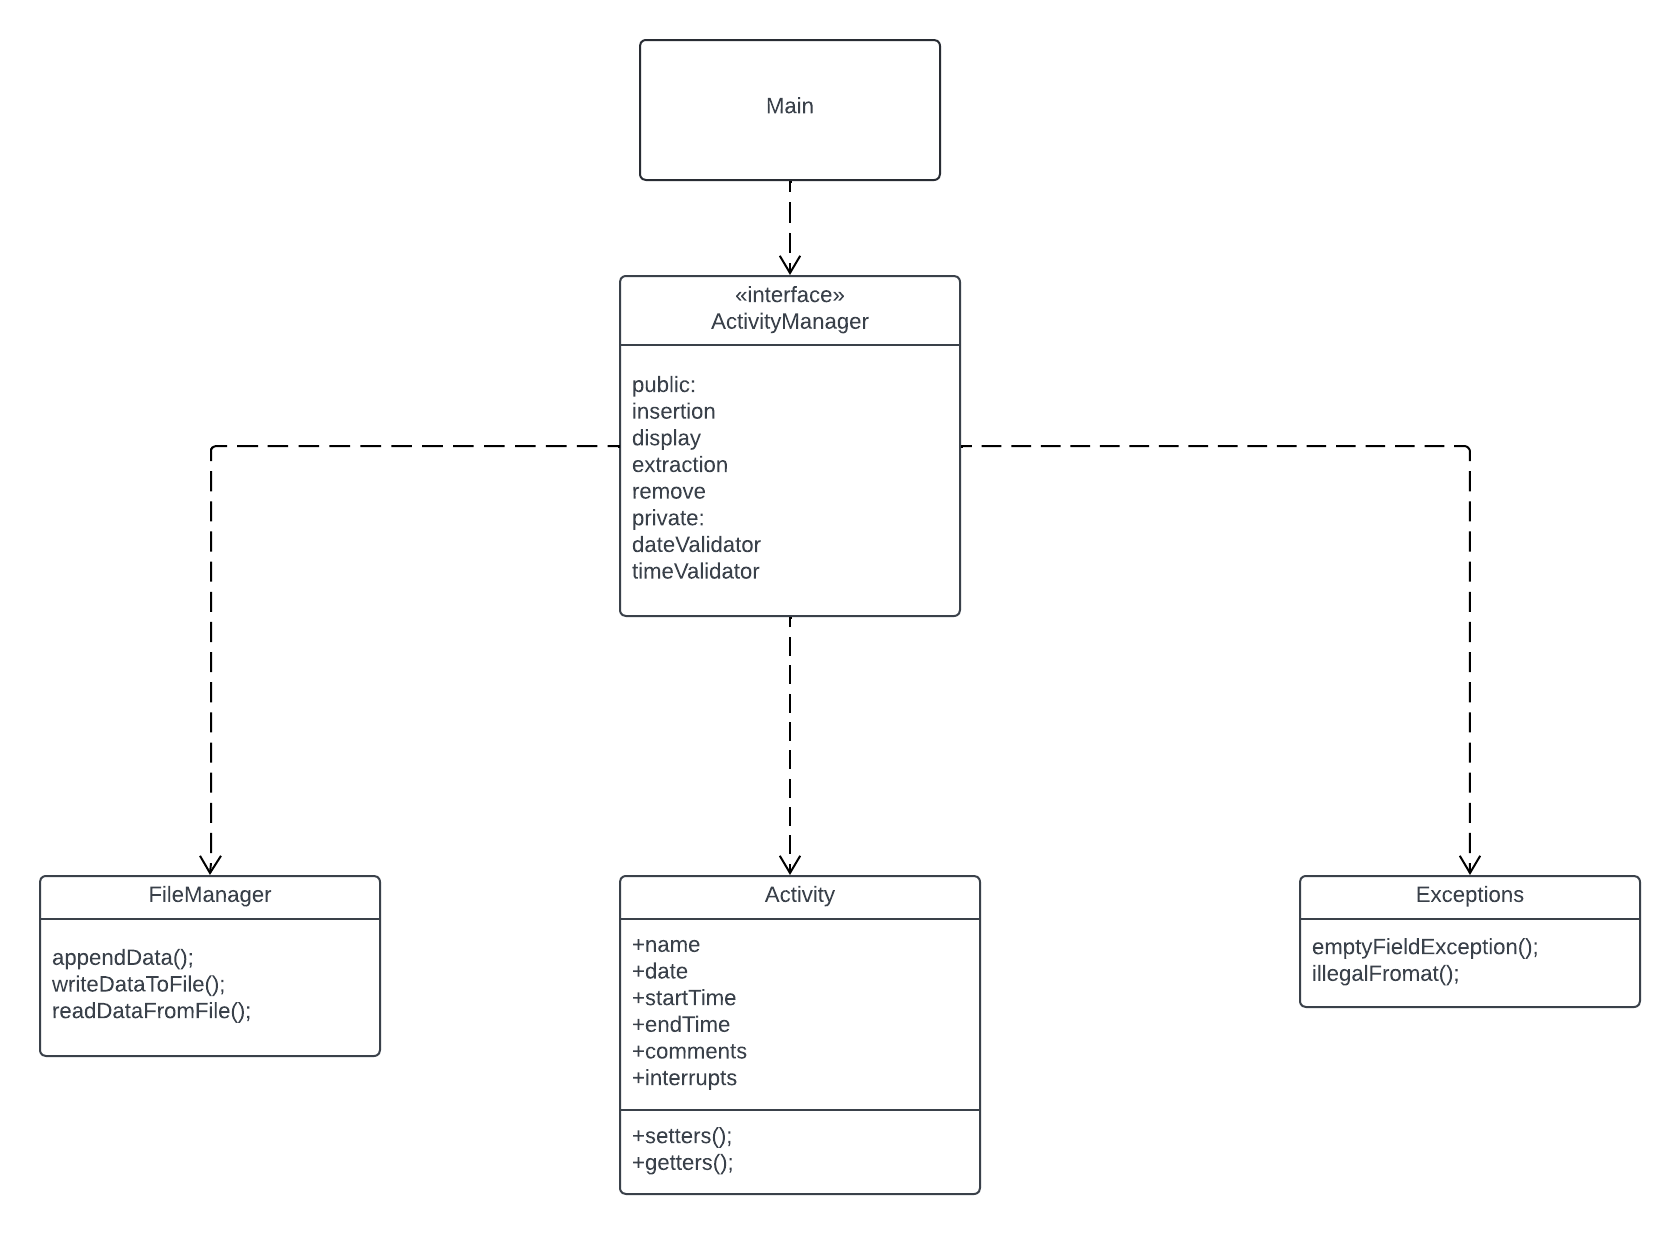 Main
«interface»
ActivityManager
public:
insertion
display
extraction
remove
private:
dateValidator
timeValidator
FileManager
appendData();
writeDataToFile();
readDataFromFile();
Activity
+name
+date
+startTime
+endTime
+comments
+interrupts
+setters();
+getters();
Exceptions
emptyFieldException();
illegalFromat();